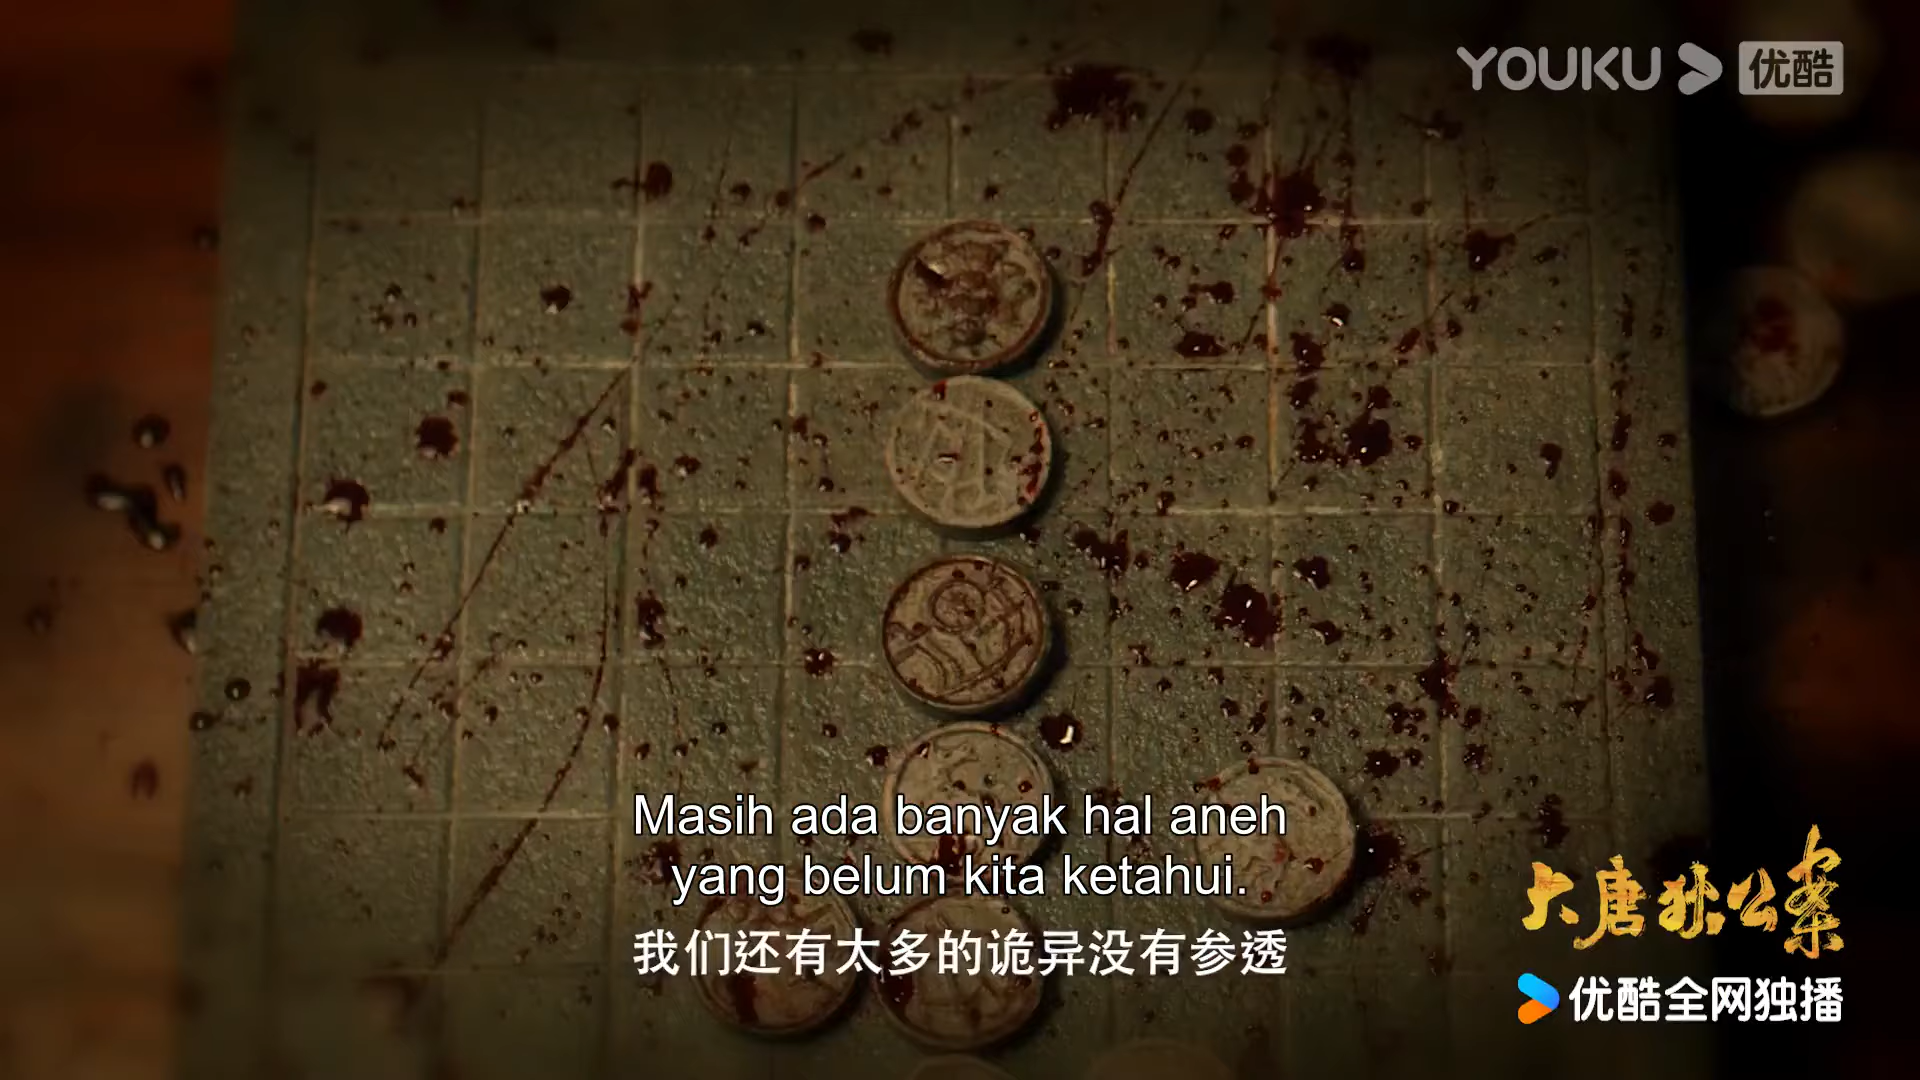 YOUKU 优酷
Masih ada banyak hal aneh
yang belum kita ketahui.
我们还有太多的诡异没有参透
大唐狄公案
优酷全网独播